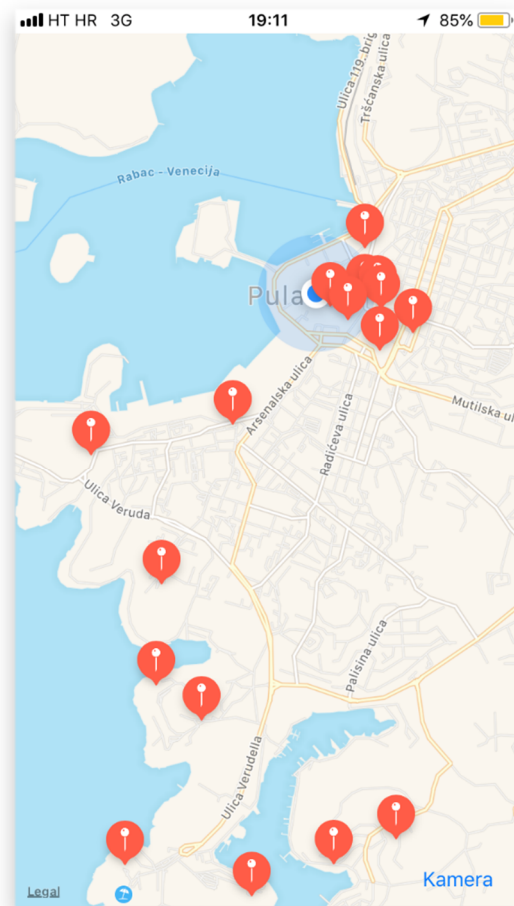 HT HR 3G 19:11 85%
Ulica 119. brig
Tršćanska ulica
Rabac - Venecija
Pula
Arsenalska ulica
Radićeva ulica
Mutilska ul
Ulica Veruda
Palisina ulica
Ulica Verudella
Kamera
Legal